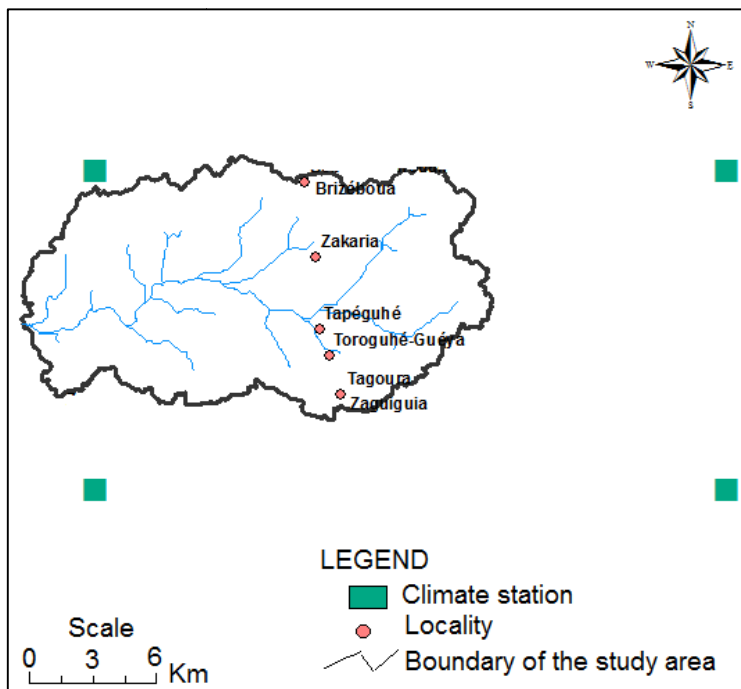 N
W E
S
Brizéboua
Zakaria
Tapéguhé
Toroguhé-Guéya
Tagoura
Zaguiguia
LEGEND
Climate station
Locality
Boundary of the study area
Scale
0 3 6
Km